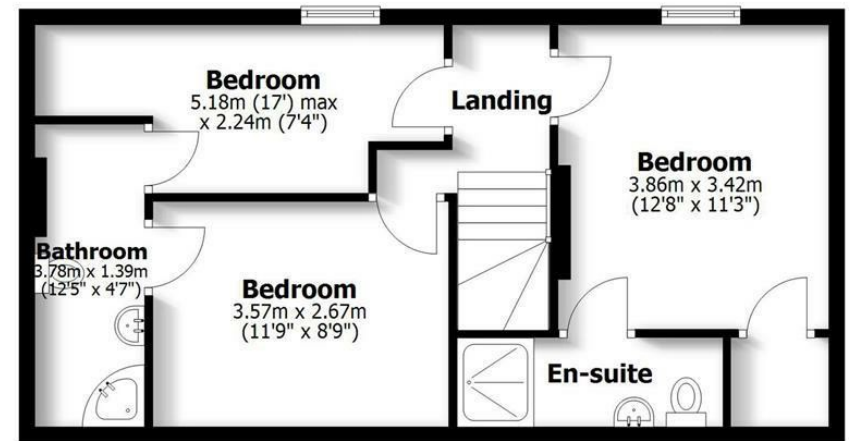 Bedroom
5.18m (17') max
x 2.24m (7'4")
Landing
Bedroom
3.86m x 3.42m
(12'8" x 11'3")
Bathroom
3.78m x 1.39m
(12'5" x 4'7")
Bedroom
3.57m x 2.67m
(11'9" x 8'9")
En-suite